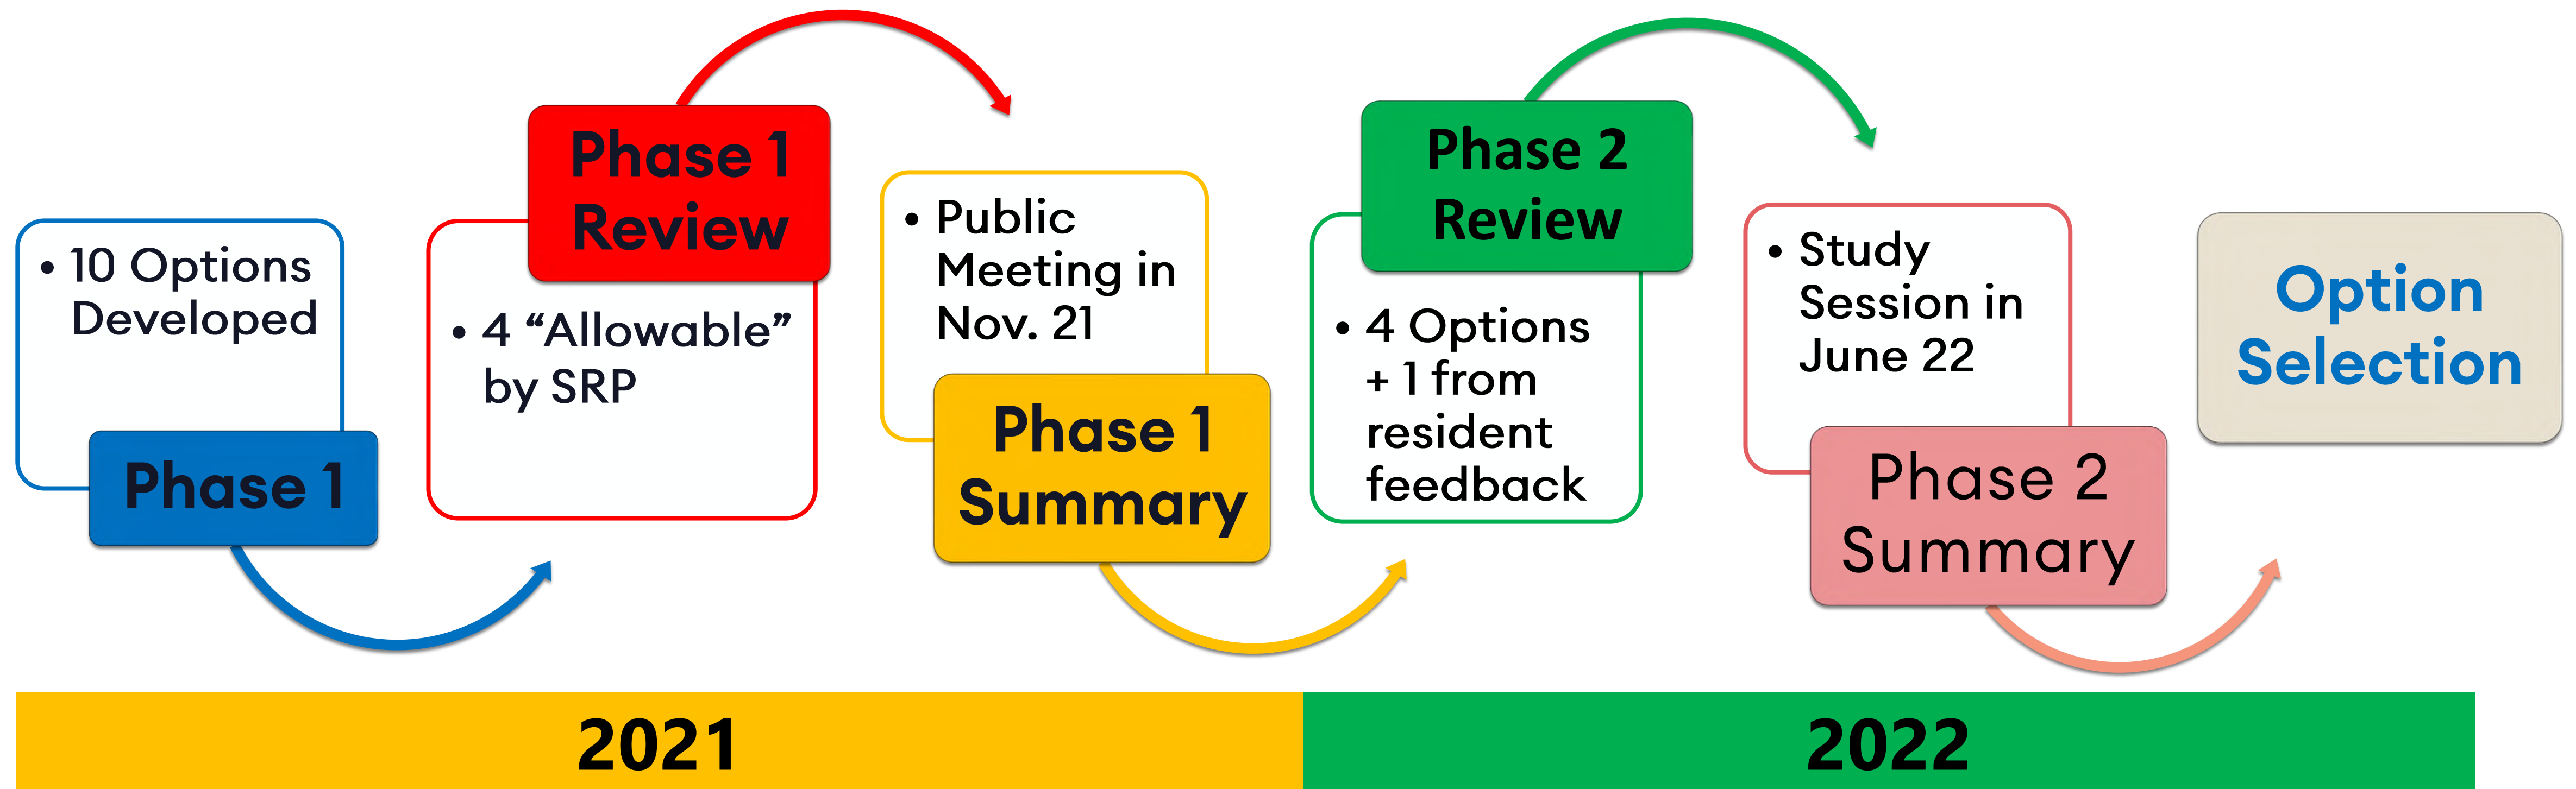 • 10 Options
Developed
Phase 1
Phase 1
Review
• 4 “Allowable”
by SRP
• Public
Meeting in
Nov. 21
Phase 1
Summary
Phase 2
Review
• 4 Options
+ 1 from
resident
feedback
• Study
Session in
June 22
Phase 2
Summary
Option
Selection
2021
2022